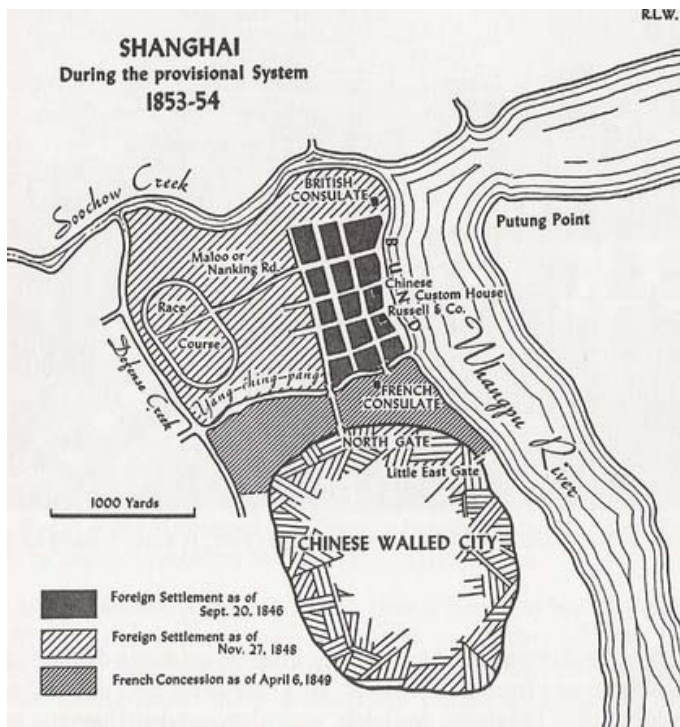 R.L.W.
SHANGHAI
During the provisional System
1853-54
Soochow Creek
BRITISH
CONSULATE
Putung Point
Maloo or
Nanking Rd.
BUND
Chinese
Custom House
Russell & Co.
Race
Course
Defense Creek
Yang-ching-pang
Whangpu River
FRENCH
CONSULATE
NORTH GATE
Little East Gate
1000 Yards
CHINESE WALLED CITY
Foreign Settlement as of
Sept. 20, 1846
Foreign Settlement as of
Nov. 27, 1848
French Concession as of April 6, 1849